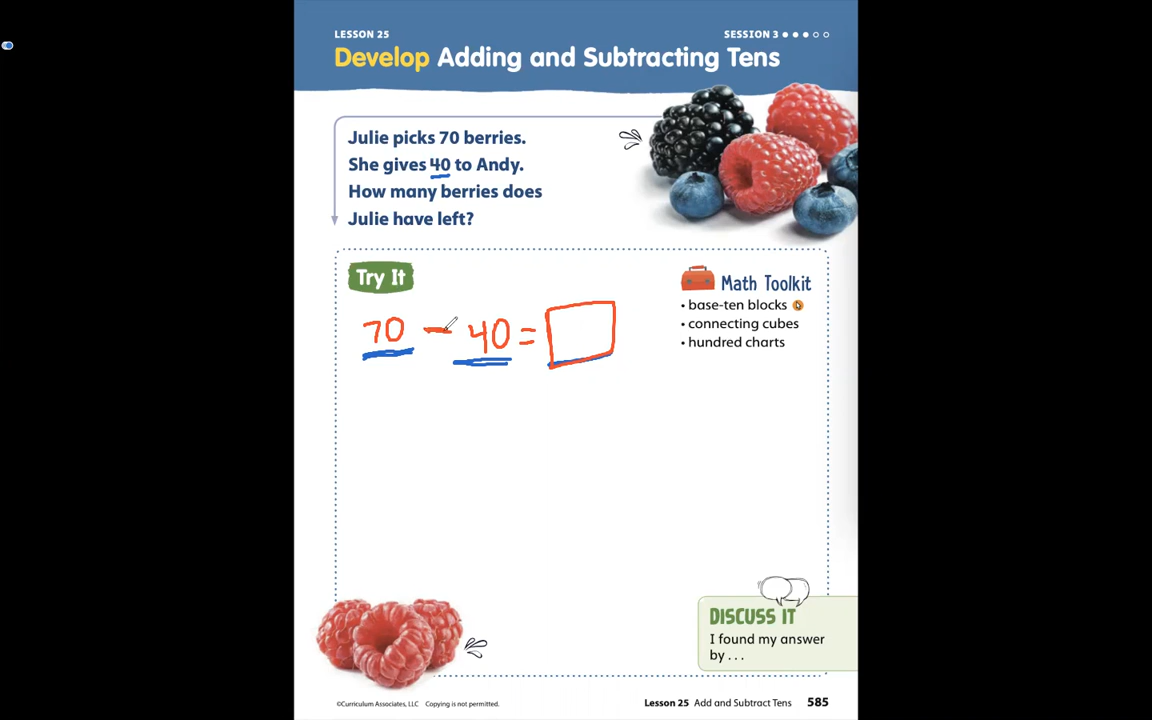 LESSON 25
SESSION 3
Develop Adding and Subtracting Tens
Julie picks 70 berries.
She gives 40 to Andy.
How many berries does
Julie have left?
Try It
70 - 40 =
Math Toolkit
• base-ten blocks
• connecting cubes
• hundred charts
DISCUSS IT
I found my answer
by . . .
©Curriculum Associates, LLC Copying is not permitted.
Lesson 25 Add and Subtract Tens 585